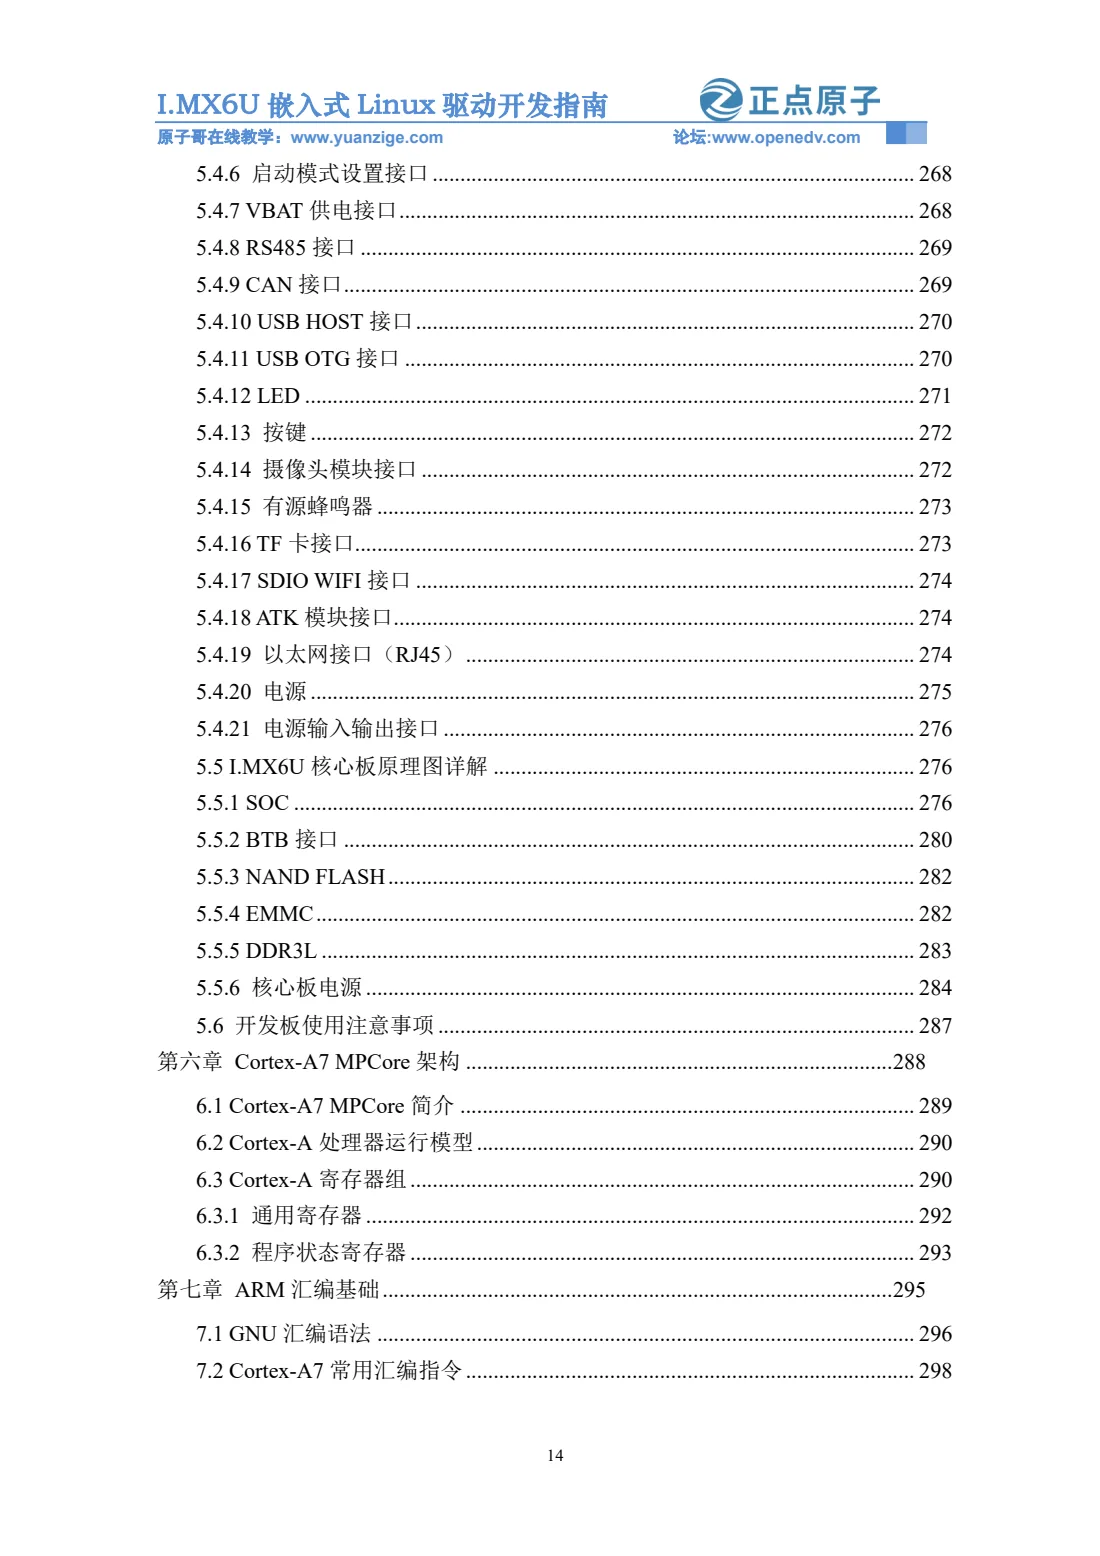 I.MX6U 嵌入式 Linux 驱动开发指南
正点原子
原子哥在线教学：www.yuanzige.com 论坛:www.openedv.com
5.4.6 启动模式设置接口 ........ 268
5.4.7 VBAT 供电接口 ........ 268
5.4.8 RS485 接口 ........ 269
5.4.9 CAN 接口 ........ 269
5.4.10 USB HOST 接口 ........ 270
5.4.11 USB OTG 接口 ........ 270
5.4.12 LED ........ 271
5.4.13 按键 ........ 272
5.4.14 摄像头模块接口 ........ 272
5.4.15 有源蜂鸣器 ........ 273
5.4.16 TF 卡接口 ........ 273
5.4.17 SDIO WIFI 接口 ........ 274
5.4.18 ATK 模块接口 ........ 274
5.4.19 以太网接口（RJ45） ........ 274
5.4.20 电源 ........ 275
5.4.21 电源输入输出接口 ........ 276
5.5 I.MX6U 核心板原理图详解 ........ 276
5.5.1 SOC ........ 276
5.5.2 BTB 接口 ........ 280
5.5.3 NAND FLASH ........ 282
5.5.4 EMMC ........ 282
5.5.5 DDR3L ........ 283
5.5.6 核心板电源 ........ 284
5.6 开发板使用注意事项 ........ 287
第六章 Cortex-A7 MPCore 架构 ........ 288
6.1 Cortex-A7 MPCore 简介 ........ 289
6.2 Cortex-A 处理器运行模型 ........ 290
6.3 Cortex-A 寄存器组 ........ 290
6.3.1 通用寄存器 ........ 292
6.3.2 程序状态寄存器 ........ 293
第七章 ARM 汇编基础 ........ 295
7.1 GNU 汇编语法 ........ 296
7.2 Cortex-A7 常用汇编指令 ........ 298
14